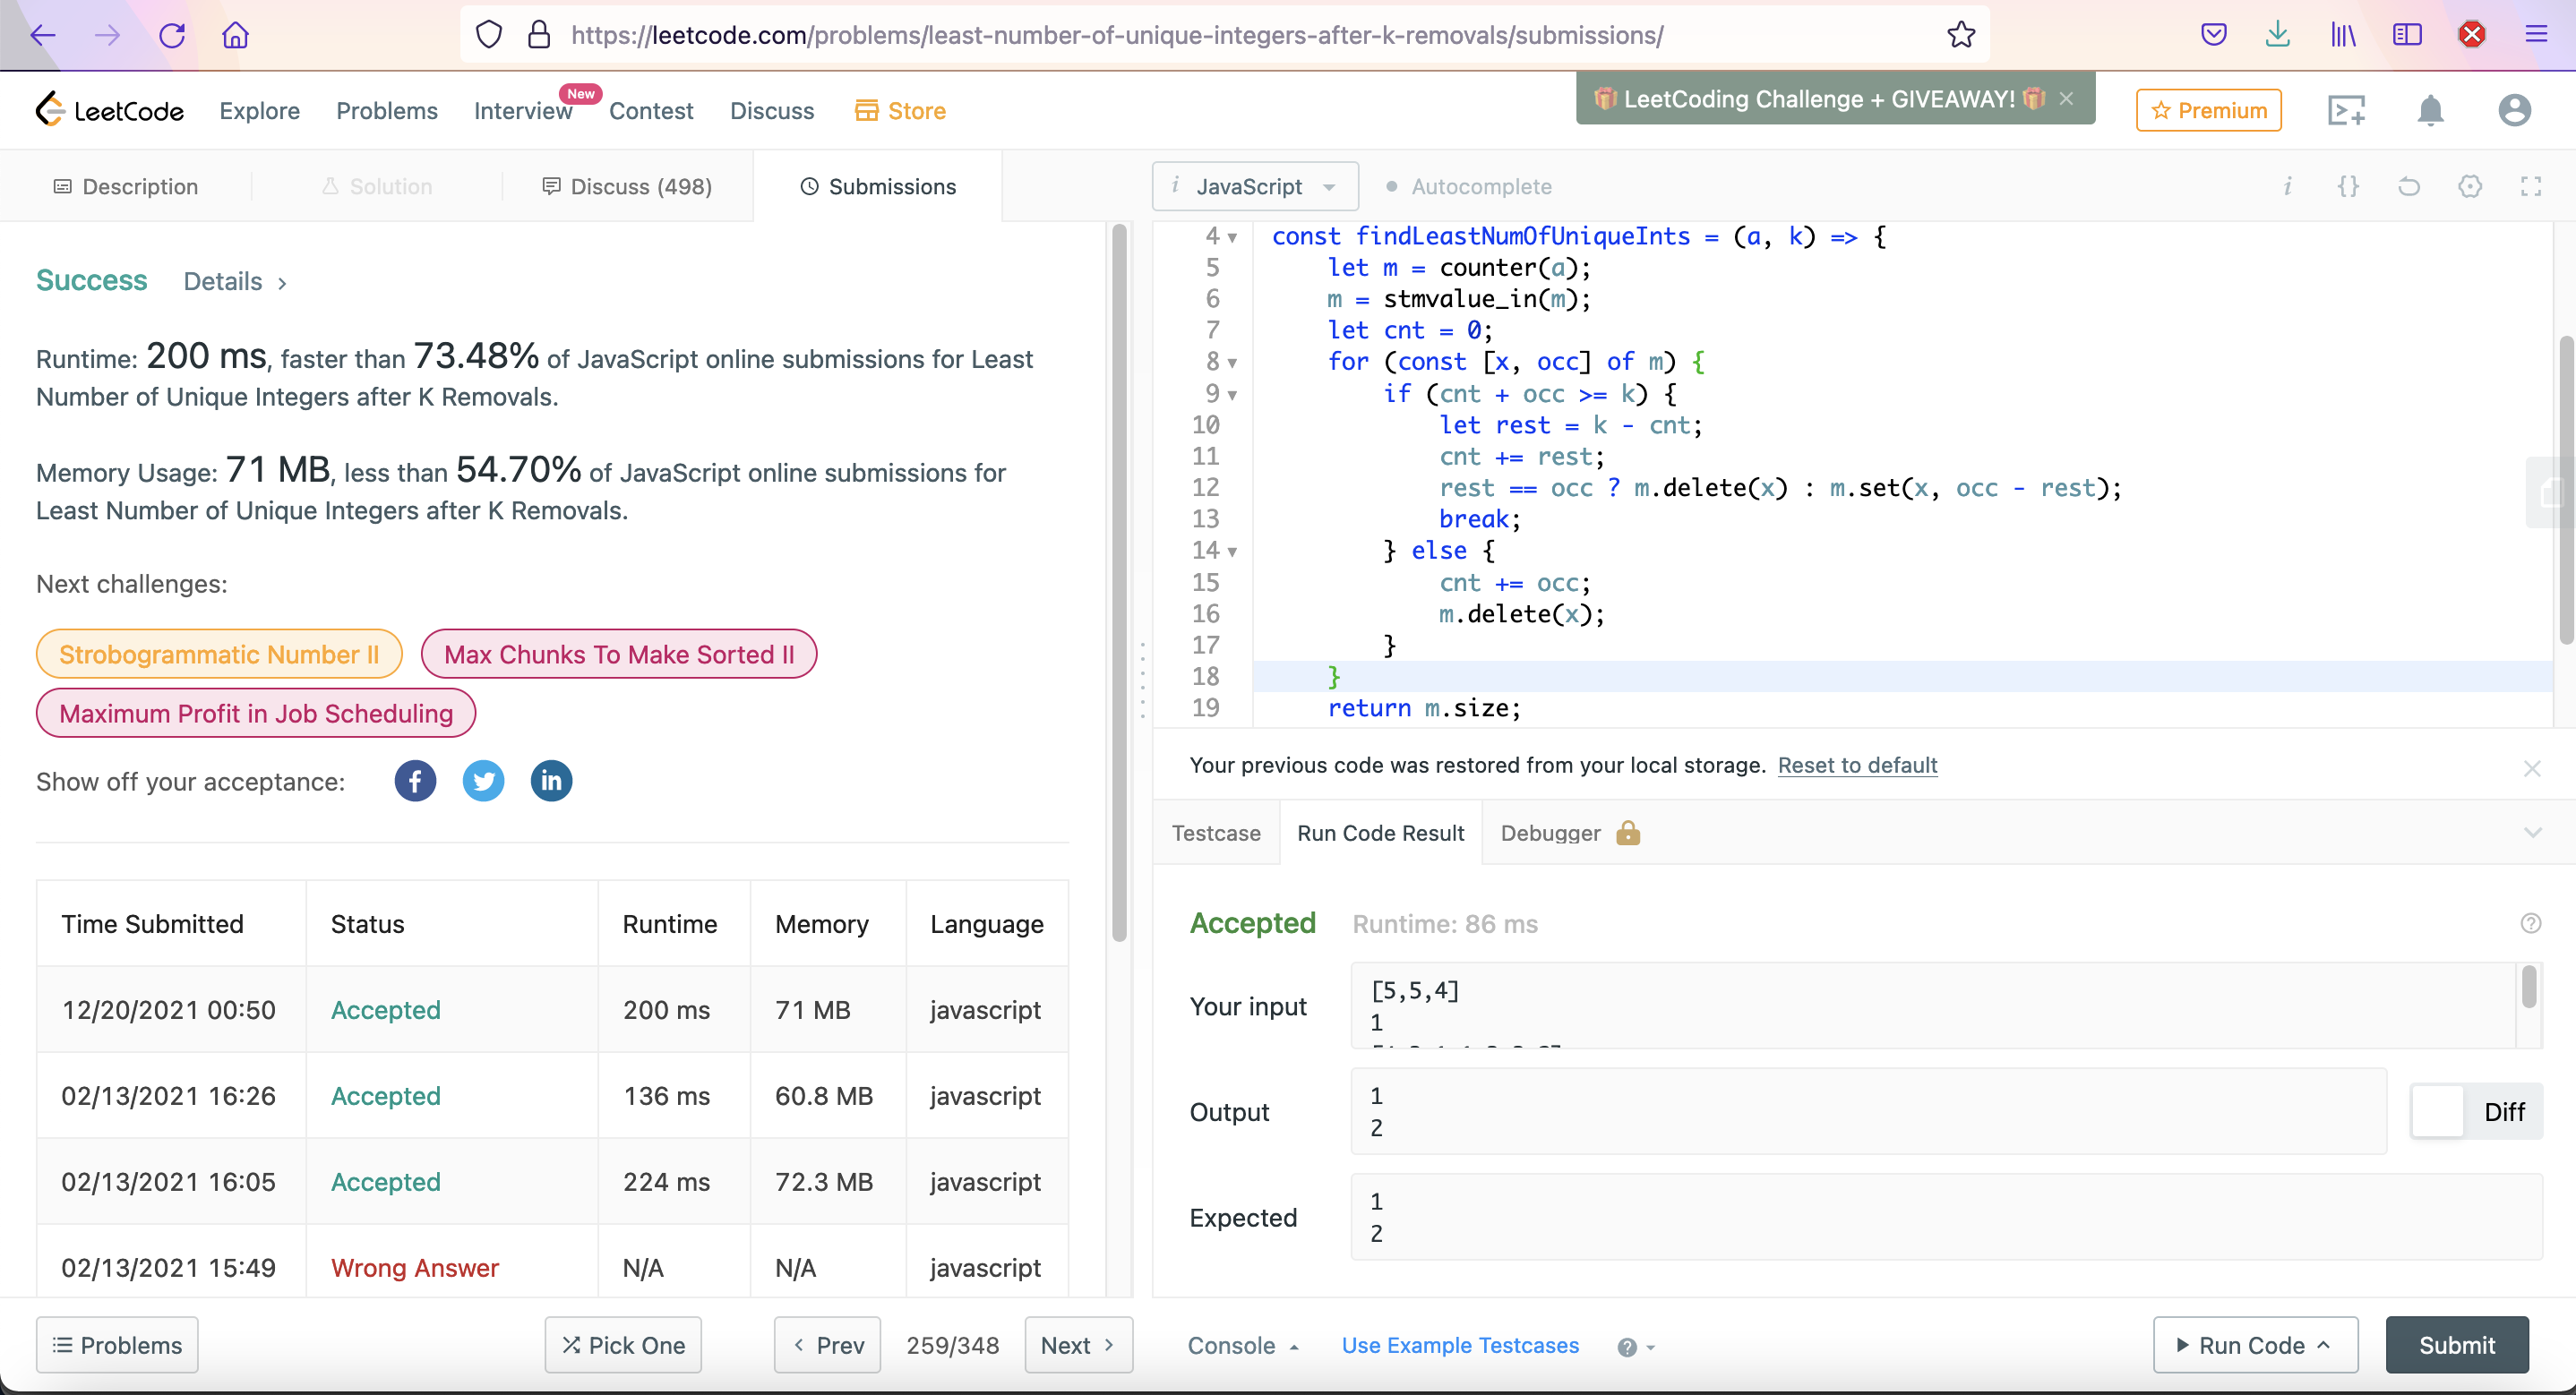 https://leetcode.com/problems/least-number-of-unique-integers-after-k-removals/submissions/
LeetCode
Explore
Problems
Interview
New
Contest
Discuss
Store
LeetCoding Challenge + GIVEAWAY!
Premium
Description
Solution
Discuss (498)
Submissions
Success
Details
Runtime: 200 ms, faster than 73.48% of JavaScript online submissions for Least
Number of Unique Integers after K Removals.
Memory Usage: 71 MB, less than 54.70% of JavaScript online submissions for
Least Number of Unique Integers after K Removals.
Next challenges:
Strobogrammatic Number II
Max Chunks To Make Sorted II
Maximum Profit in Job Scheduling
Show off your acceptance:
Time Submitted Status Runtime Memory Language
12/20/2021 00:50 Accepted 200 ms 71 MB javascript
02/13/2021 16:26 Accepted 136 ms 60.8 MB javascript
02/13/2021 16:05 Accepted 224 ms 72.3 MB javascript
02/13/2021 15:49 Wrong Answer N/A N/A javascript
Problems
Pick One
Prev
259/348
Next
i JavaScript
Autocomplete
4 const findLeastNumOfUniqueInts = (a, k) => {
5 let m = counter(a);
6 m = stmvalue_in(m);
7 let cnt = 0;
8 for (const [x, occ] of m) {
9 if (cnt + occ >= k) {
10 let rest = k - cnt;
11 cnt += rest;
12 rest == occ ? m.delete(x) : m.set(x, occ - rest);
13 break;
14 } else {
15 cnt += occ;
16 m.delete(x);
17 }
18 }
19 return m.size;
Your previous code was restored from your local storage. Reset to default
Testcase
Run Code Result
Debugger
Accepted
Runtime: 86 ms
Your input
[5,5,4]
1
Output
1
2
Diff
Expected
1
2
Console
Use Example Testcases
Run Code
Submit